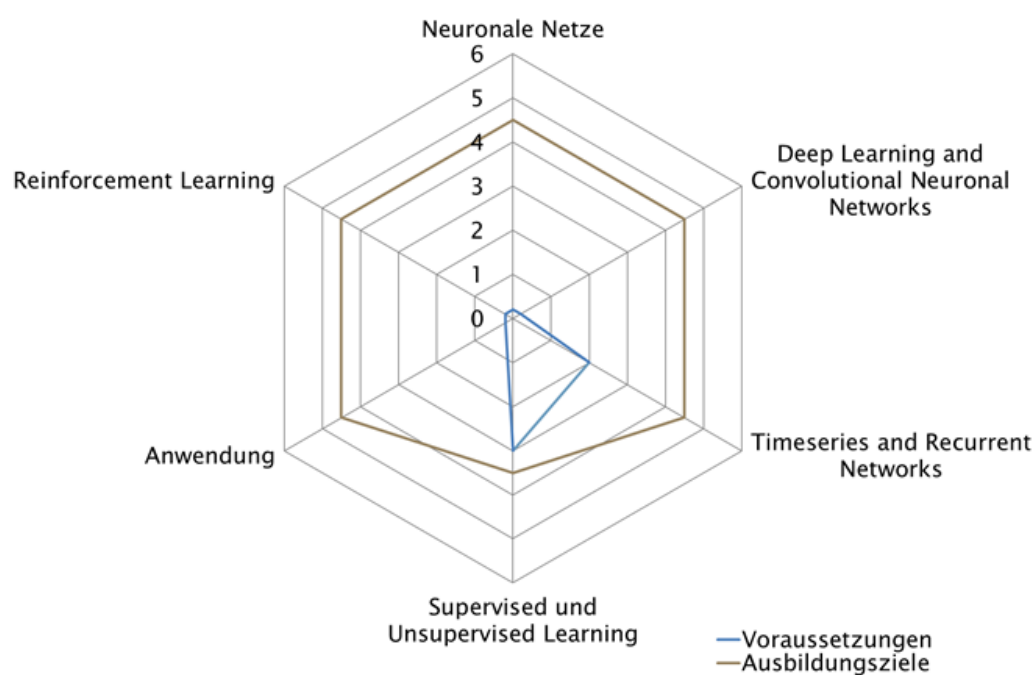 Neuronale Netze
6
5
4
3
2
1
0
Deep Learning and
Convolutional Neuronal
Networks
Reinforcement Learning
Anwendung
Timeseries and Recurrent
Networks
Supervised und
Unsupervised Learning
Voraussetzungen
Ausbildungsziele